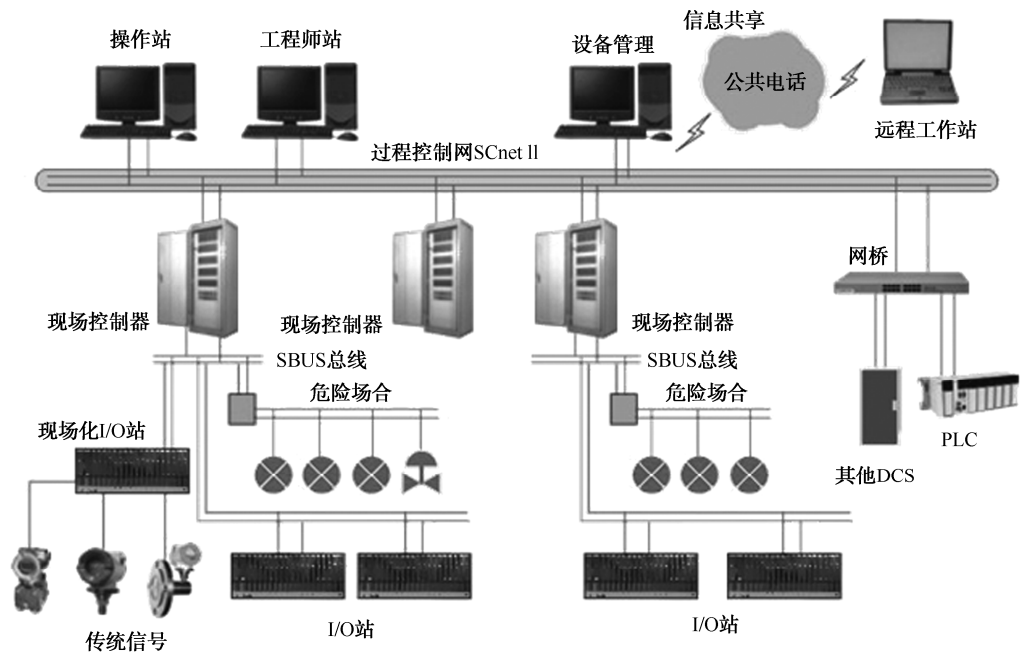 信息共享
操作站
工程师站
设备管理
公共电话
远程工作站
过程控制网SCnet ll
网桥
现场控制器
现场控制器
现场控制器
SBUS总线
SBUS总线
危险场合
危险场合
现场化I/O站
PLC
其他DCS
I/O站
I/O站
传统信号